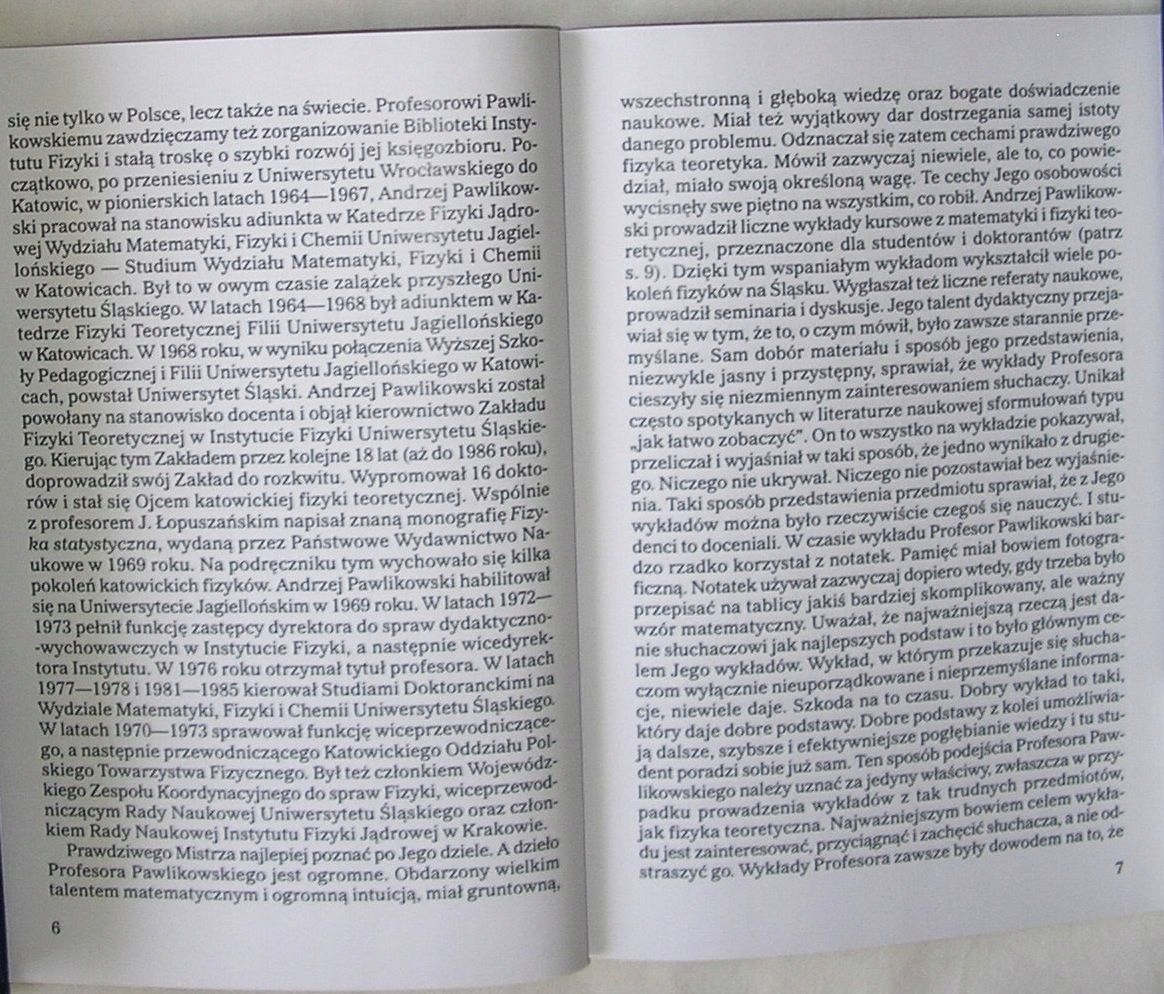 się nie tylko w Polsce, lecz także na świecie. Profesorowi Pawli-
kowskiemu zawdzięczamy też zorganizowanie Biblioteki Insty-
tutu Fizyki i stałą troskę o szybki rozwój jej księgozbioru. Po-
czątkowo, po przeniesieniu z Uniwersytetu Wrocławskiego do
Katowic, w pionierskich latach 1964—1967, Andrzej Pawlikow-
ski pracował na stanowisku adiunkta w Katedrze Fizyki Jądro-
wej Wydziału Matematyki, Fizyki i Chemii Uniwersytetu Jagiel-
lońskiego — Studium Wydziału Matematyki, Fizyki i Chemii
w Katowicach. Był to w owym czasie zalążek przyszłego Uni-
wersytetu Śląskiego. W latach 1964—1968 był adiunktem w Ka-
tedrze Fizyki Teoretycznej Filii Uniwersytetu Jagiellońskiego
w Katowicach. W 1968 roku, w wyniku połączenia Wyższej Szko-
ły Pedagogicznej i Filii Uniwersytetu Jagiellońskiego w Katowi-
cach, powstał Uniwersytet Śląski. Andrzej Pawlikowski został
powołany na stanowisko docenta i objął kierownictwo Zakładu
Fizyki Teoretycznej w Instytucie Fizyki Uniwersytetu Śląskie-
go. Kierując tym Zakładem przez kolejne 18 lat (aż do 1986 roku),
doprowadził swój Zakład do rozkwitu. Wypromował 16 dokto-
rów i stał się Ojcem katowickiej fizyki teoretycznej. Wspólnie
z profesorem J. Łopuszańskim napisał znaną monografię Fizy-
ka statystyczna, wydaną przez Państwowe Wydawnictwo Na-
ukowe w 1969 roku. Na podręczniku tym wychowało się kilka
pokoleń katowickich fizyków. Andrzej Pawlikowski habilitował
się na Uniwersytecie Jagiellońskim w 1969 roku. W latach 1972—
1973 pełnił funkcję zastępcy dyrektora do spraw dydaktyczno-
-wychowawczych w Instytucie Fizyki, a następnie wicedyrek-
tora Instytutu. W 1976 roku otrzymał tytuł profesora. W latach
1977—1978 i 1981—1985 kierował Studiami Doktoranckimi na
Wydziale Matematyki, Fizyki i Chemii Uniwersytetu Śląskiego.
W latach 1970—1973 sprawował funkcję wiceprzewodniczące-
go, a następnie przewodniczącego Katowickiego Oddziału Pol-
skiego Towarzystwa Fizycznego. Był też członkiem Wojewódz-
kiego Zespołu Koordynacyjnego do spraw Fizyki, wiceprzewod-
niczącym Rady Naukowej Uniwersytetu Śląskiego oraz człon-
kiem Rady Naukowej Instytutu Fizyki Jądrowej w Krakowie.
Prawdziwego Mistrza najlepiej poznać po Jego dziele. A dzieło
Profesora Pawlikowskiego jest ogromne. Obdarzony wielkim
talentem matematycznym i ogromną intuicją, miał gruntowną,
6
wszechstronną i głęboką wiedzę oraz bogate doświadczenie
naukowe. Miał też wyjątkowy dar dostrzegania samej istoty
danego problemu. Odznaczał się zatem cechami prawdziwego
fizyka teoretyka. Mówił zazwyczaj niewiele, ale to, co powie-
dział, miało swoją określoną wagę. Te cechy Jego osobowości
wycisnęły swe piętno na wszystkim, co robił. Andrzej Pawlikow-
ski prowadził liczne wykłady kursowe z matematyki i fizyki teo-
retycznej, przeznaczone dla studentów i doktorantów (patrz
s. 9). Dzięki tym wspaniałym wykładom wykształcił wiele po-
koleń fizyków na Śląsku. Wygłaszał też liczne referaty naukowe,
prowadził seminaria i dyskusje. Jego talent dydaktyczny przeja-
wiał się w tym, że to, o czym mówił, było zawsze starannie prze-
myślane. Sam dobór materiału i sposób jego przedstawienia,
niezwykle jasny i przystępny, sprawiał, że wykłady Profesora
cieszyły się niezmiennym zainteresowaniem słuchaczy. Unikał
często spotykanych w literaturze naukowej sformułowań typu
„jak łatwo zobaczyć”. On to wszystko na wykładzie pokazywał,
przeliczał i wyjaśniał w taki sposób, że jedno wynikało z drugie-
go. Niczego nie ukrywał. Niczego nie pozostawiał bez wyjaśnie-
nia. Taki sposób przedstawienia przedmiotu sprawiał, że z Jego
wykładów można było rzeczywiście czegoś się nauczyć. I stu-
denci to doceniali. W czasie wykładu Profesor Pawlikowski bar-
dzo rzadko korzystał z notatek. Pamięć miał bowiem fotogra-
ficzną. Notatek używał zazwyczaj dopiero wtedy, gdy trzeba było
przepisać na tablicy jakiś bardziej skomplikowany, ale ważny
wzór matematyczny. Uważał, że najważniejszą rzeczą jest da-
nie słuchaczowi jak najlepszych podstaw i to było głównym ce-
lem Jego wykładów. Wykład, w którym przekazuje się słucha-
czom wyłącznie nieuporządkowane i nieprzemyślane informa-
cje, niewiele daje. Szkoda na to czasu. Dobry wykład to taki,
który daje dobre podstawy. Dobre podstawy z kolei umożliwia-
ją dalsze, szybsze i efektywniejsze pogłębianie wiedzy i tu stu-
dent poradzi sobie już sam. Ten sposób podejścia Profesora Paw-
likowskiego należy uznać za jedyny właściwy, zwłaszcza w przy-
padku prowadzenia wykładów z tak trudnych przedmiotów,
jak fizyka teoretyczna. Najważniejszym bowiem celem wykła-
du jest zainteresować, przyciągnąć i zachęcić słuchacza, a nie od-
straszyć go. Wykłady Profesora zawsze były dowodem na to, że
7